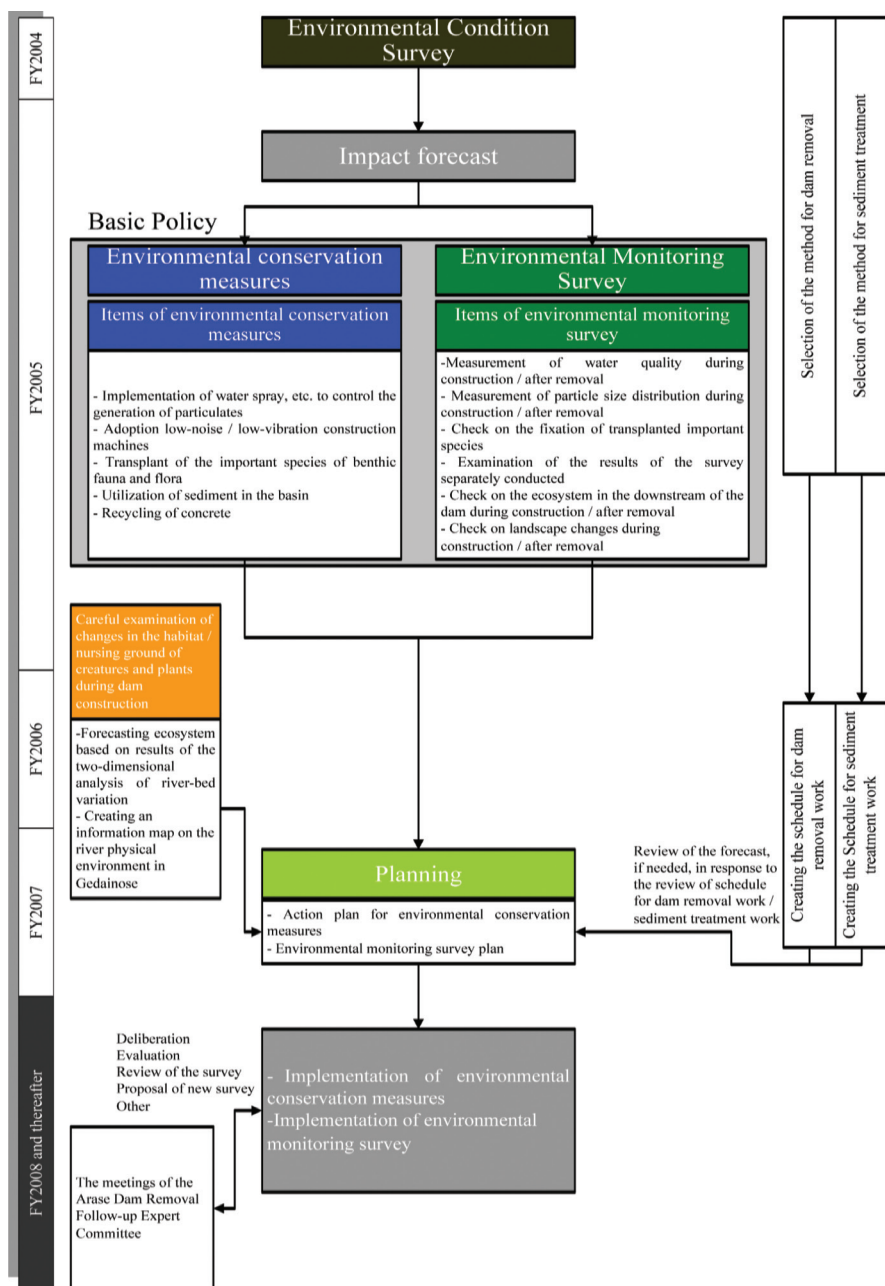 FY2004
Environmental Condition
Survey
Impact forecast
Basic Policy
FY2005
Environmental conservation
measures
Items of environmental conservation
measures
- Implementation of water spray, etc. to control the
generation of particulates
- Adoption low-noise / low-vibration construction
machines
- Transplant of the important species of benthic
fauna and flora
- Utilization of sediment in the basin
- Recycling of concrete
Environmental Monitoring
Survey
Items of environmental monitoring
survey
-Measurement of water quality during
construction / after removal
- Measurement of particle size distribution during
construction / after removal
- Check on the fixation of transplanted important
species
- Examination of the results of the survey
separately conducted
- Check on the ecosystem in the downstream of the
dam during construction / after removal
- Check on landscape changes during
construction / after removal
Selection of the method for dam removal
Selection of the method for sediment treatment
Careful examination of
changes in the habitat /
nursing ground of
creatures and plants
during dam
construction
FY2006
-Forecasting ecosystem
based on results of the
two-dimensional
analysis of river-bed
variation
- Creating an
information map on the
river physical
environment in
Gedainose
FY2007
Planning
- Action plan for environmental conservation
measures
- Environmental monitoring survey plan
Review of the forecast,
if needed, in response to
the review of schedule
for dam removal work /
sediment treatment work
Creating the schedule for dam
removal work
Creating the Schedule for sediment
treatment work
FY2008 and thereafter
Deliberation
Evaluation
Review of the survey
Proposal of new survey
Other
- Implementation of environmental
conservation measures
-Implementation of environmental
monitoring survey
The meetings of the
Arase Dam Removal
Follow-up Expert
Committee